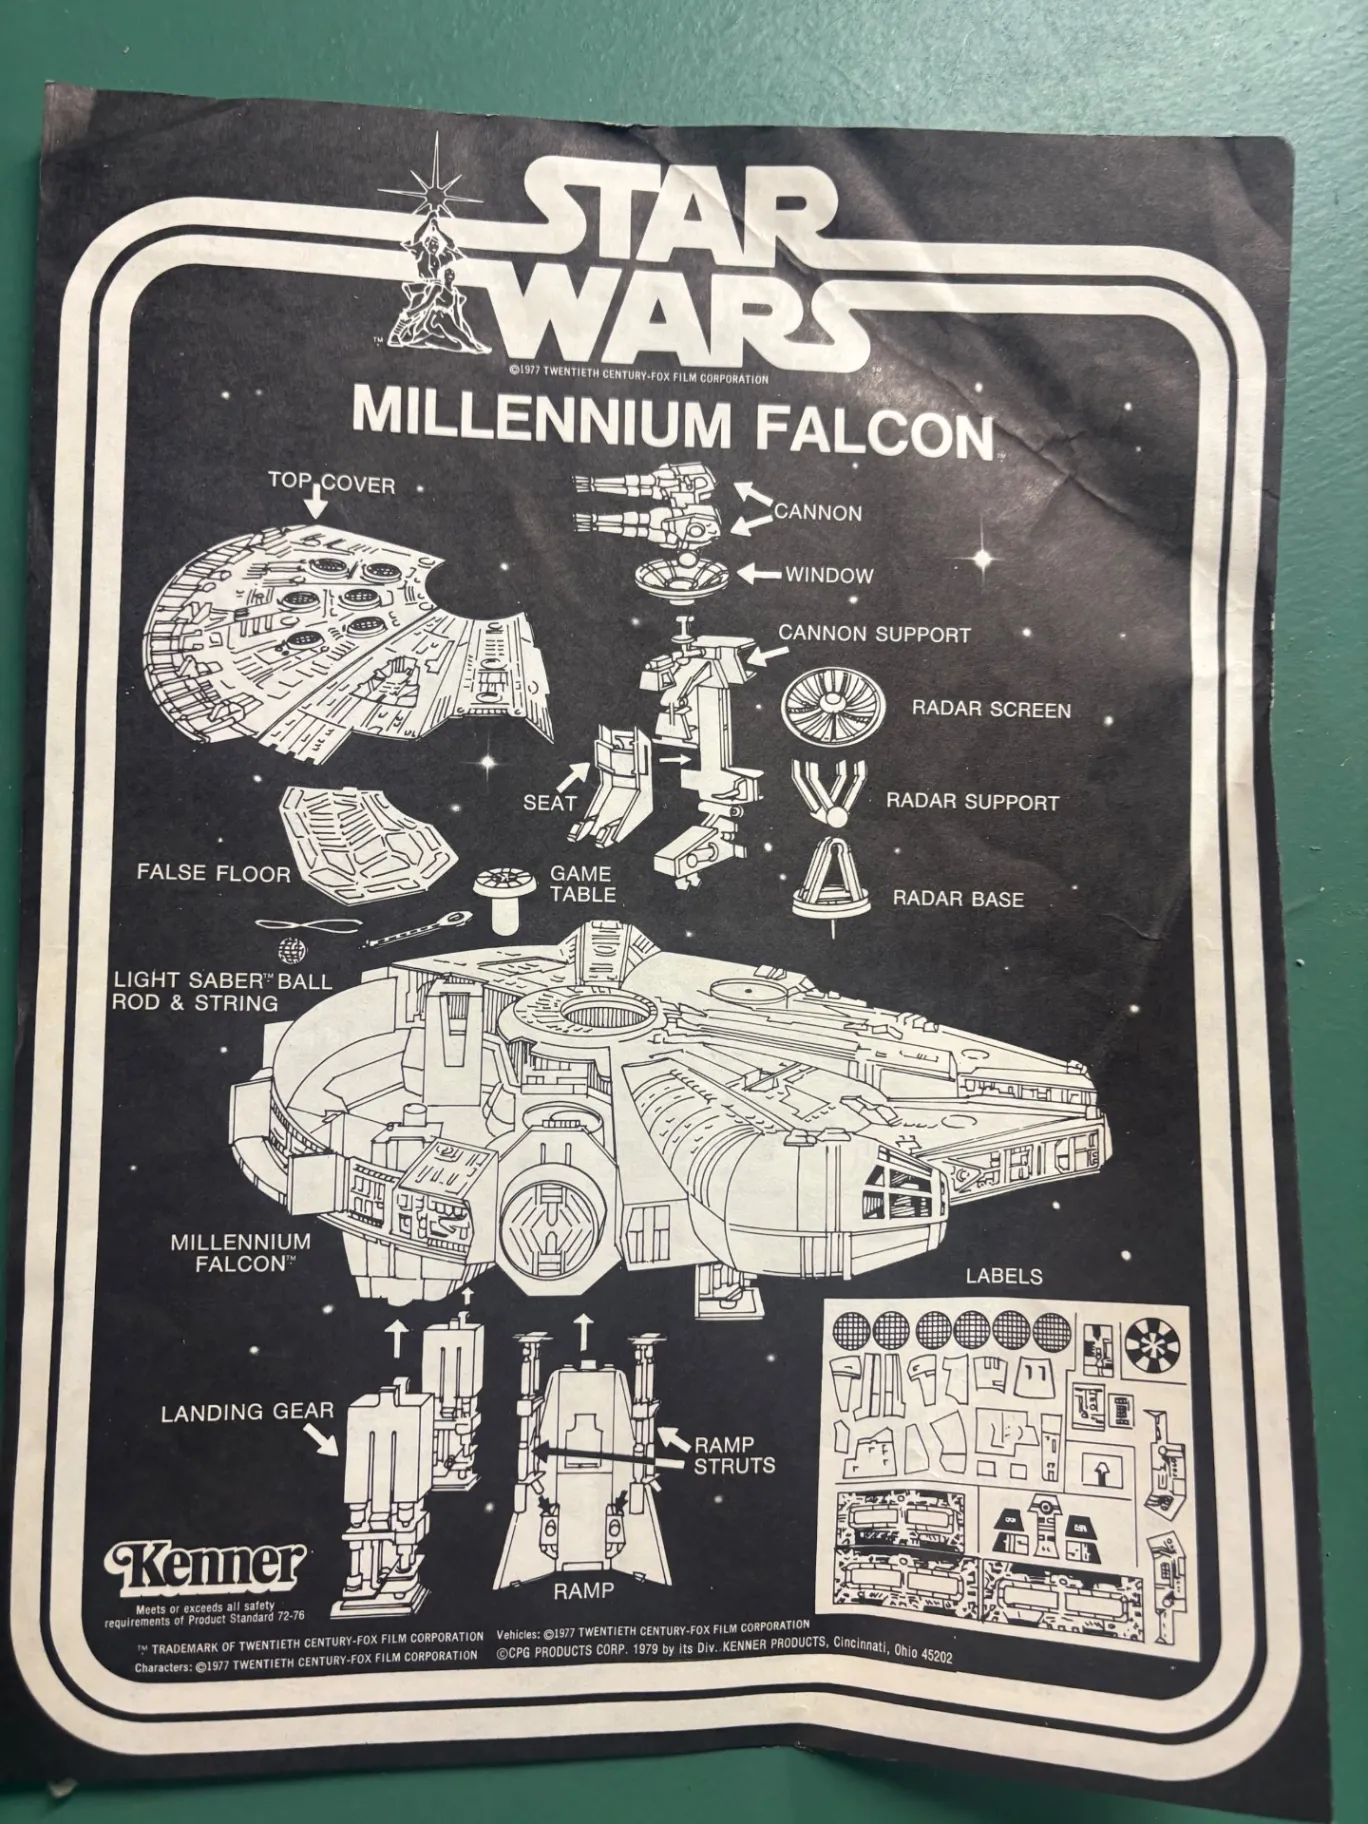 STAR
WARS
™
™
©1977 TWENTIETH CENTURY-FOX FILM CORPORATION
MILLENNIUM FALCON™
TOP COVER
CANNON
WINDOW
CANNON SUPPORT
RADAR SCREEN
SEAT
RADAR SUPPORT
FALSE FLOOR
GAME
TABLE
RADAR BASE
LIGHT SABER™ BALL
ROD & STRING
MILLENNIUM
FALCON™
LABELS
LANDING GEAR
RAMP
STRUTS
RAMP
Kenner
Meets or exceeds all safety
requirements of Product Standard 72-76
™ TRADEMARK OF TWENTIETH CENTURY-FOX FILM CORPORATION
Characters: ©1977 TWENTIETH CENTURY-FOX FILM CORPORATION
Vehicles: ©1977 TWENTIETH CENTURY-FOX FILM CORPORATION
©CPG PRODUCTS CORP. 1979 by its Div. KENNER PRODUCTS, Cincinnati, Ohio 45202